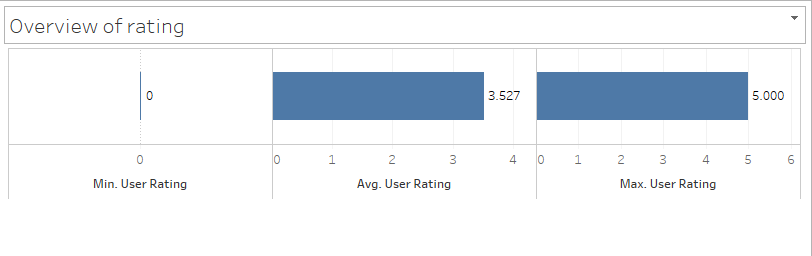 Overview of rating
0 3.527 5.000
0 0 1 2 3 4 0 1 2 3 4 5 6
Min. User Rating Avg. User Rating Max. User Rating